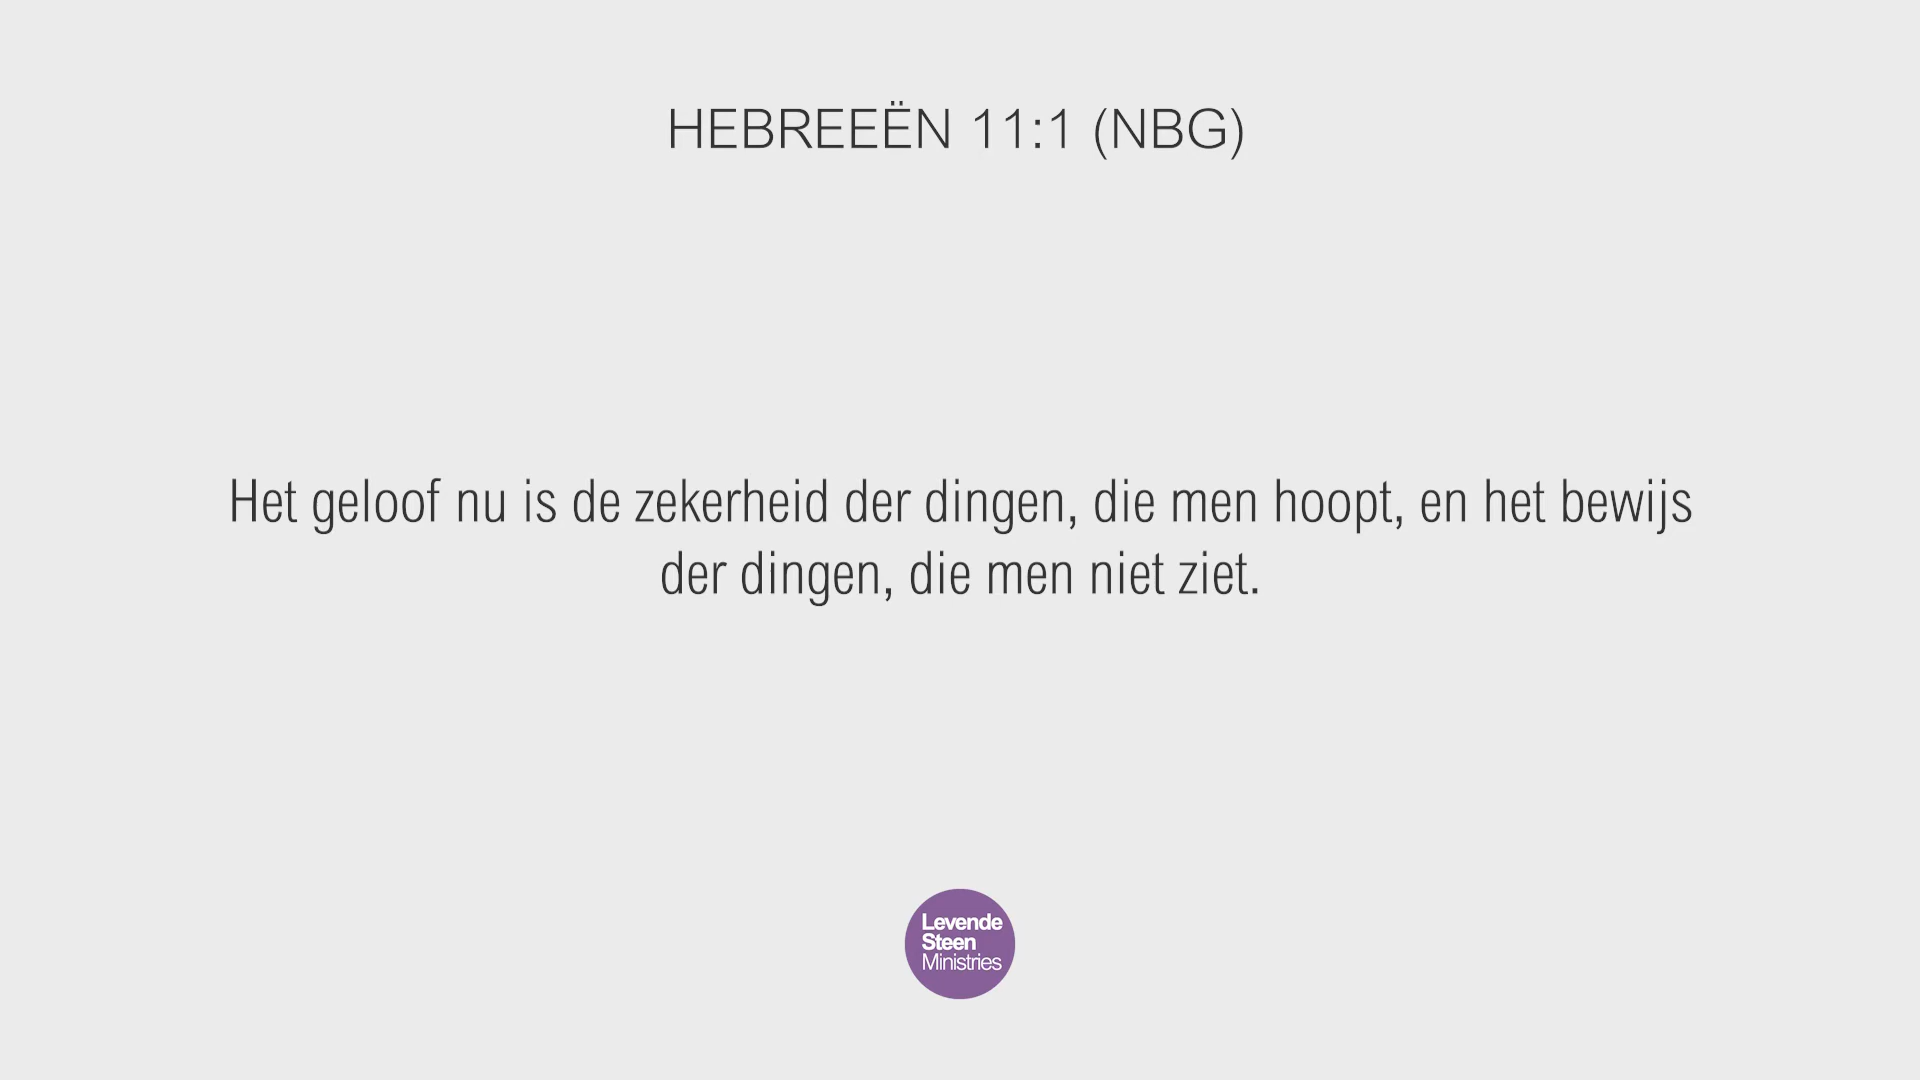 HEBREEËN 11:1 (NBG)
Het geloof nu is de zekerheid der dingen, die men hoopt, en het bewijs
der dingen, die men niet ziet.
Levende
Steen
Ministries